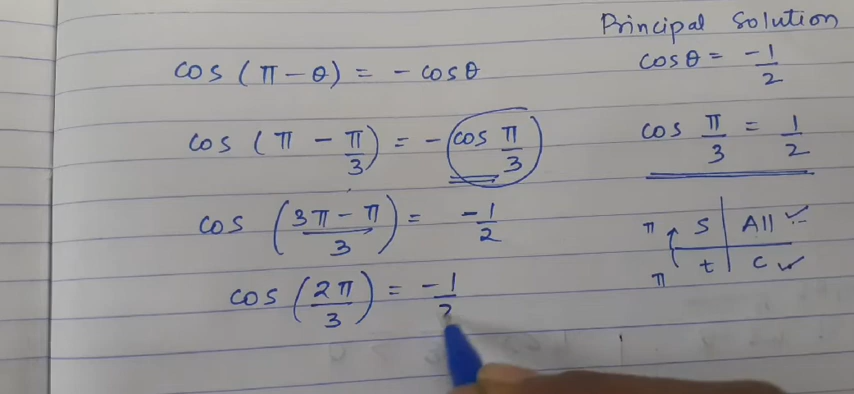 Principal Solution
cos θ = -1/2
cos (π - θ) = - cos θ
cos (π - π/3) = - cos π/3
cos π/3 = 1/2
cos (3π - π/3) = -1/2
π S All
π t c
cos (2π/3) = -1/2